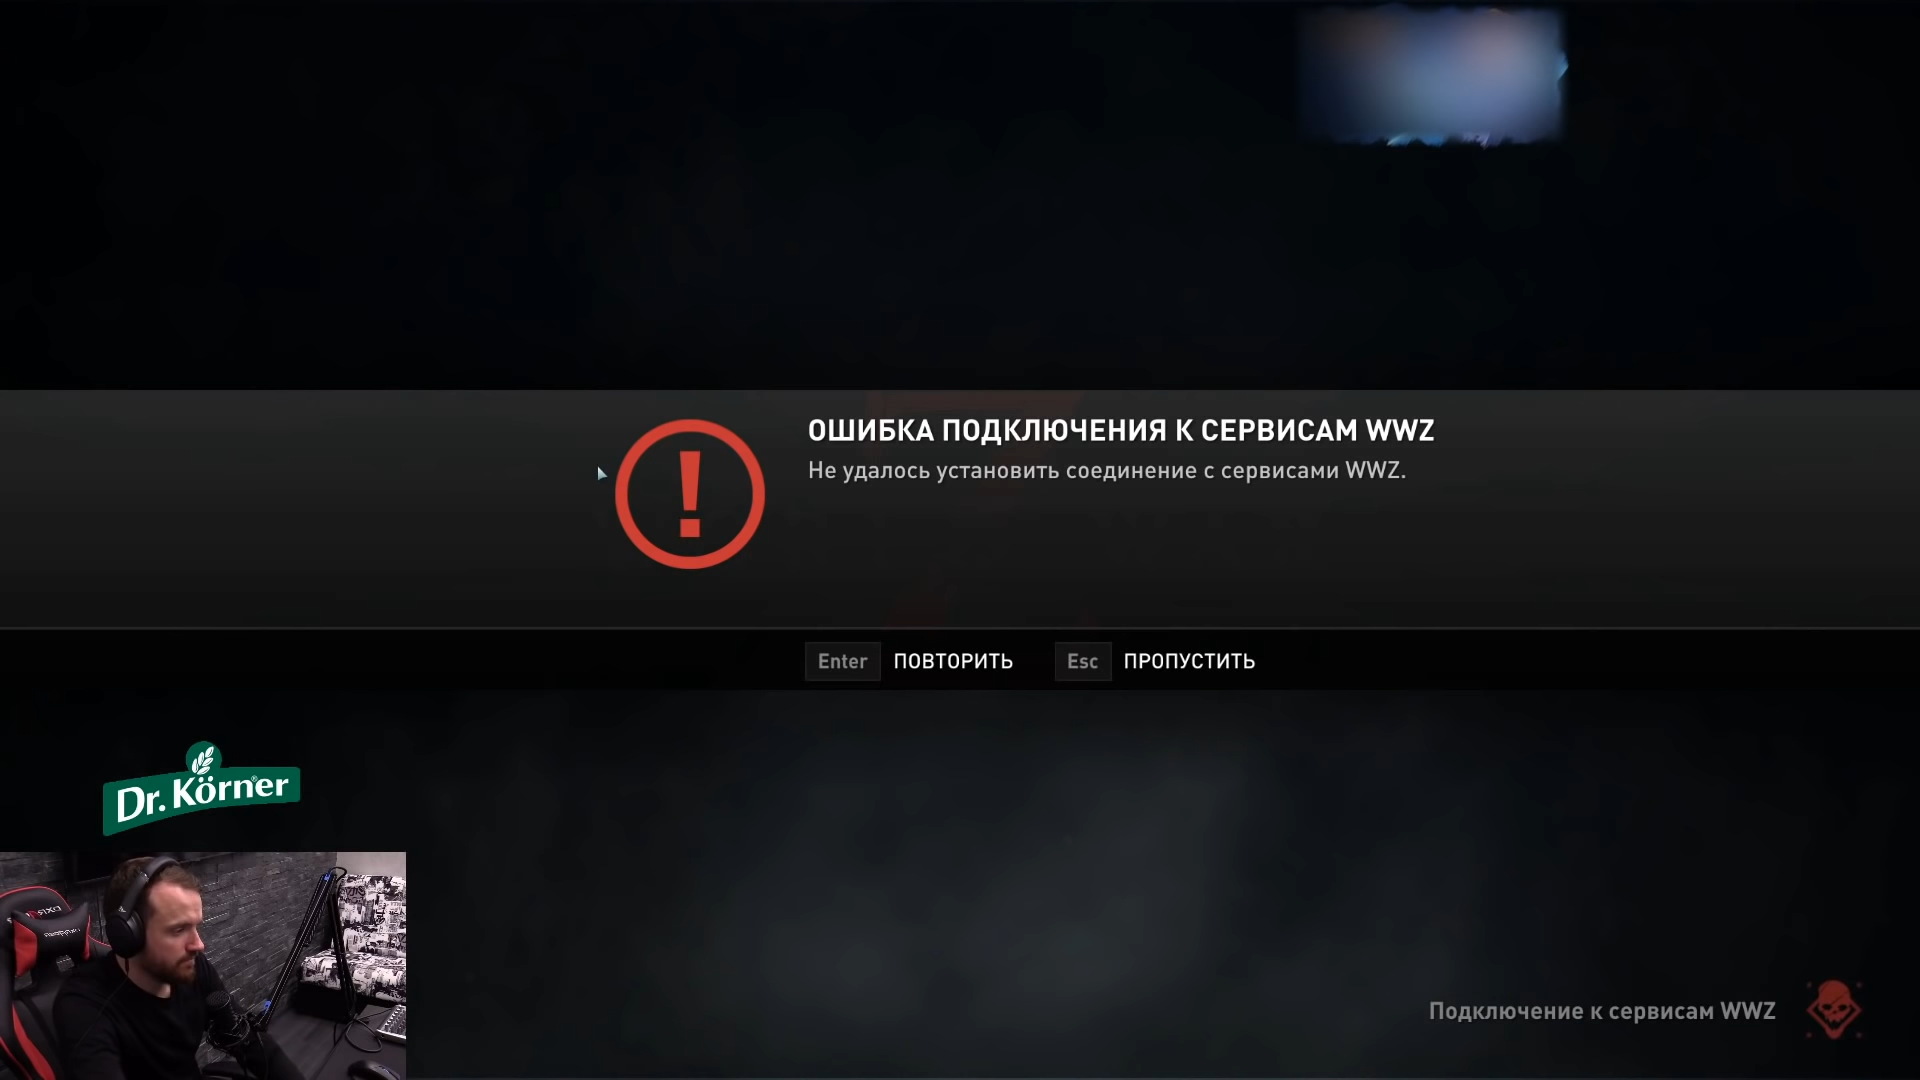 ОШИБКА ПОДКЛЮЧЕНИЯ К СЕРВИСАМ WWZ
Не удалось установить соединение с сервисами WWZ.
Enter ПОВТОРИТЬ Esc ПРОПУСТИТЬ
Dr. Körner®
Подключение к сервисам WWZ